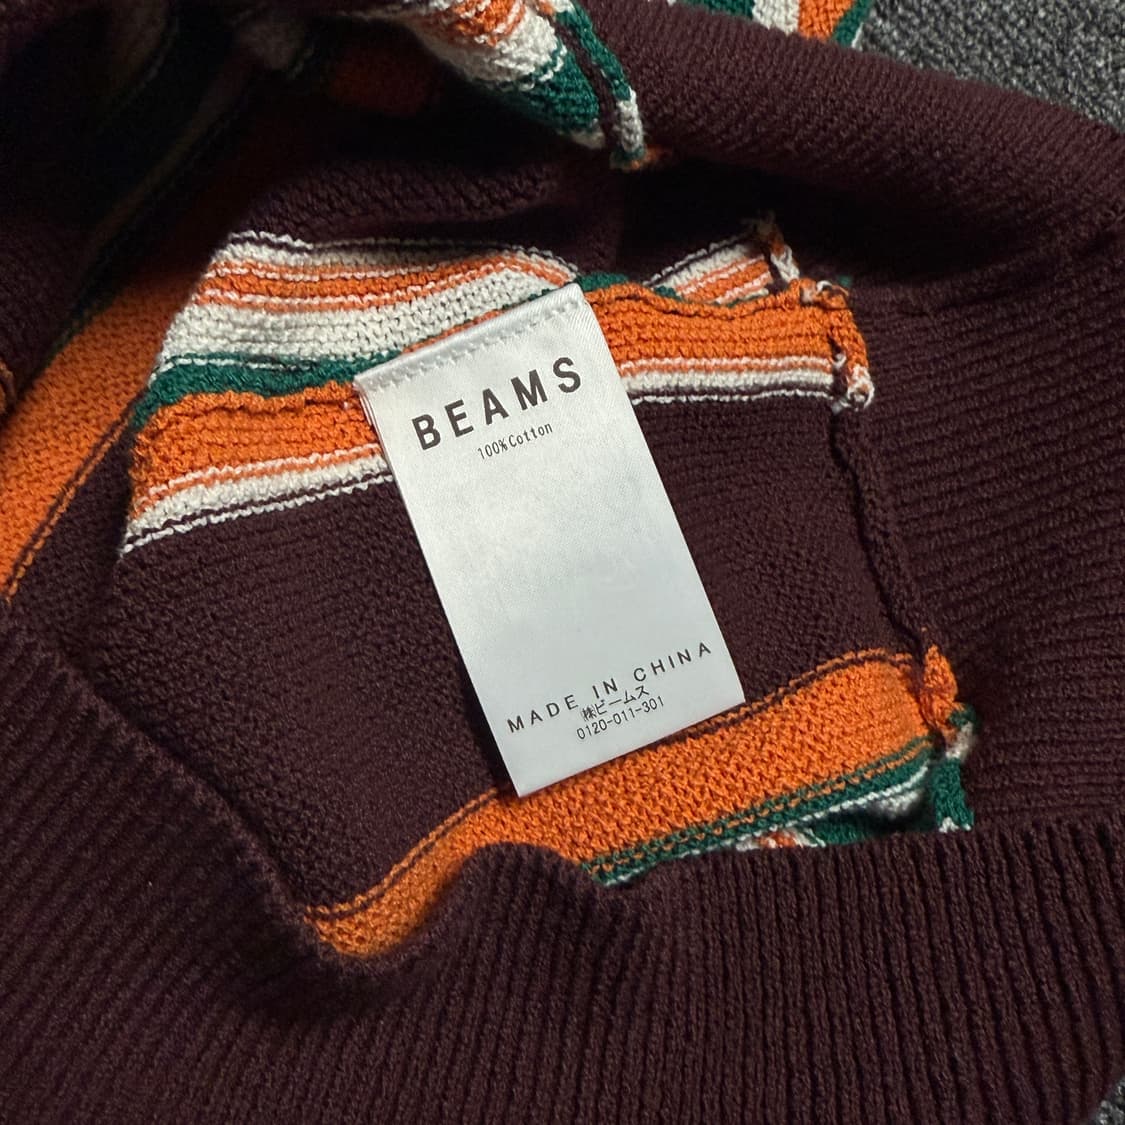 BEAMS
100%Cotton
MADE IN CHINA
㈱ビームス
0120-011-301